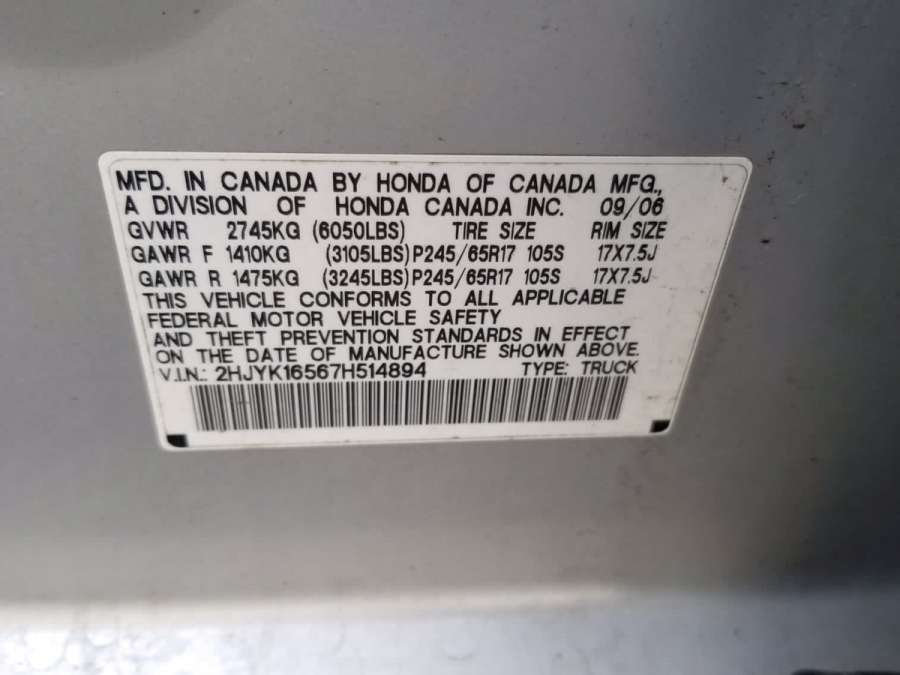 MFD. IN CANADA BY HONDA OF CANADA MFG.,
A DIVISION OF HONDA CANADA INC. 09/06
GVWR 2745KG (6050LBS) TIRE SIZE RIM SIZE
GAWR F 1410KG (3105LBS) P245/65R17 105S 17X7.5J
GAWR R 1475KG (3245LBS) P245/65R17 105S 17X7.5J
THIS VEHICLE CONFORMS TO ALL APPLICABLE
FEDERAL MOTOR VEHICLE SAFETY
AND THEFT PREVENTION STANDARDS IN EFFECT
ON THE DATE OF MANUFACTURE SHOWN ABOVE.
V.I.N.: 2HJYK16567H514894 TYPE: TRUCK